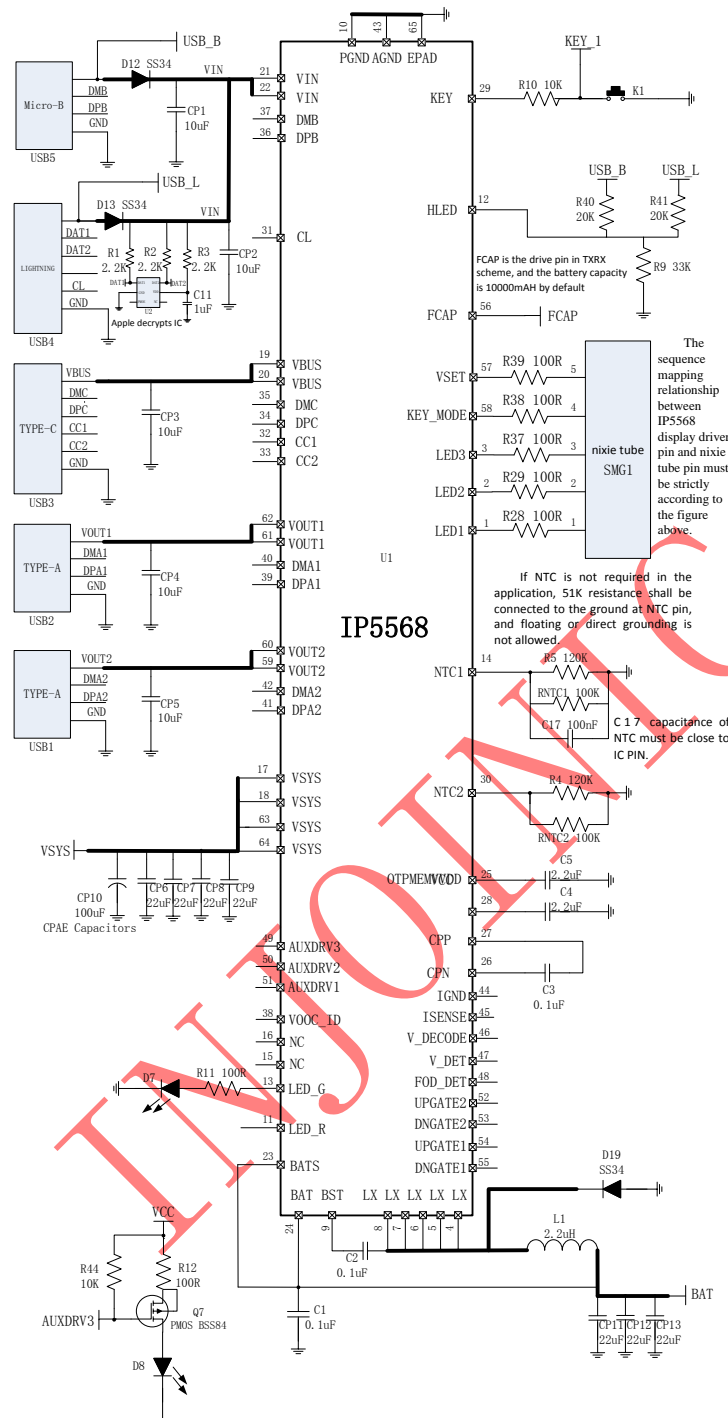 10
43
65
PGND AGND EPAD
USB_B
D12 SS34
VIN
Micro-B
DMB
DPB
GND
USB5
CP1
10uF
21
VIN
22
VIN
37
DMB
36
DPB
USB_L
D13 SS34
VIN
LIGHTNING
DAT1
DAT2
CL
GND
USB4
R1
2.2K
R2
2.2K
R3
2.2K
DAT1
DAT2
U2
C11
1uF
Apple decrypts IC
CP2
10uF
31
CL
TYPE-C
VBUS
DMC
DPC
CC1
CC2
GND
USB3
CP3
10uF
19
VBUS
20
VBUS
35
DMC
34
DPC
32
CC1
33
CC2
TYPE-A
VOUT1
DMA1
DPA1
GND
USB2
CP4
10uF
62
VOUT1
61
VOUT1
40
DMA1
39
DPA1
TYPE-A
VOUT2
DMA2
DPA2
GND
USB1
CP5
10uF
60
VOUT2
59
VOUT2
42
DMA2
41
DPA2
VSYS
17
VSYS
18
VSYS
63
VSYS
64
VSYS
CP10
100uF
CPAE Capacitors
CP6
22uF
CP7
22uF
CP8
22uF
CP9
22uF
49
AUXDRV3
50
AUXDRV2
51
AUXDRV1
38
VOOC_ID
16
NC
15
NC
D7
R11 100R
13
LED_G
11
LED_R
23
BATS
U1
IP5568
KEY_1
29
KEY
R10 10K
K1
USB_B
USB_L
R40
20K
R41
20K
12
HLED
R9 33K
FCAP is the drive pin in TXRX
scheme, and the battery capacity
is 10000mAH by default
56
FCAP
FCAP
57
VSET
R39 100R
5
58
KEY_MODE
R38 100R
4
3
LED3
R37 100R
3
2
LED2
R29 100R
2
1
LED1
R28 100R
1
nixie tube
SMG1
The
sequence
mapping
relationship
between
IP5568
display driver
pin and nixie
tube pin must
be strictly
according to
the figure
above.
If NTC is not required in the
application, 51K resistance shall be
connected to the ground at NTC pin,
and floating or direct grounding is
not allowed.
14
NTC1
R5 120K
RNTC1 100K
C17 100nF
C17 capacitance of
NTC must be close to
IC PIN.
30
NTC2
R4 120K
RNTC2 100K
OTPMEMVVDD
VCC
25
C5
2.2uF
28
C4
2.2uF
27
CPP
26
CPN
C3
0.1uF
IGND
44
ISENSE
45
V_DECODE
46
V_DET
47
FOD_DET
48
UPGATE2
52
DNGATE2
53
UPGATE1
54
DNGATE1
55
BAT BST LX LX LX LX LX
24
9
8
7
6
5
4
C2
0.1uF
C1
0.1uF
D19
SS34
L1
2.2uH
BAT
CP11
22uF
CP12
22uF
CP13
22uF
VCC
R44
10K
R12
100R
AUXDRV3
Q7
PMOS BSS84
D8
INJOINIC